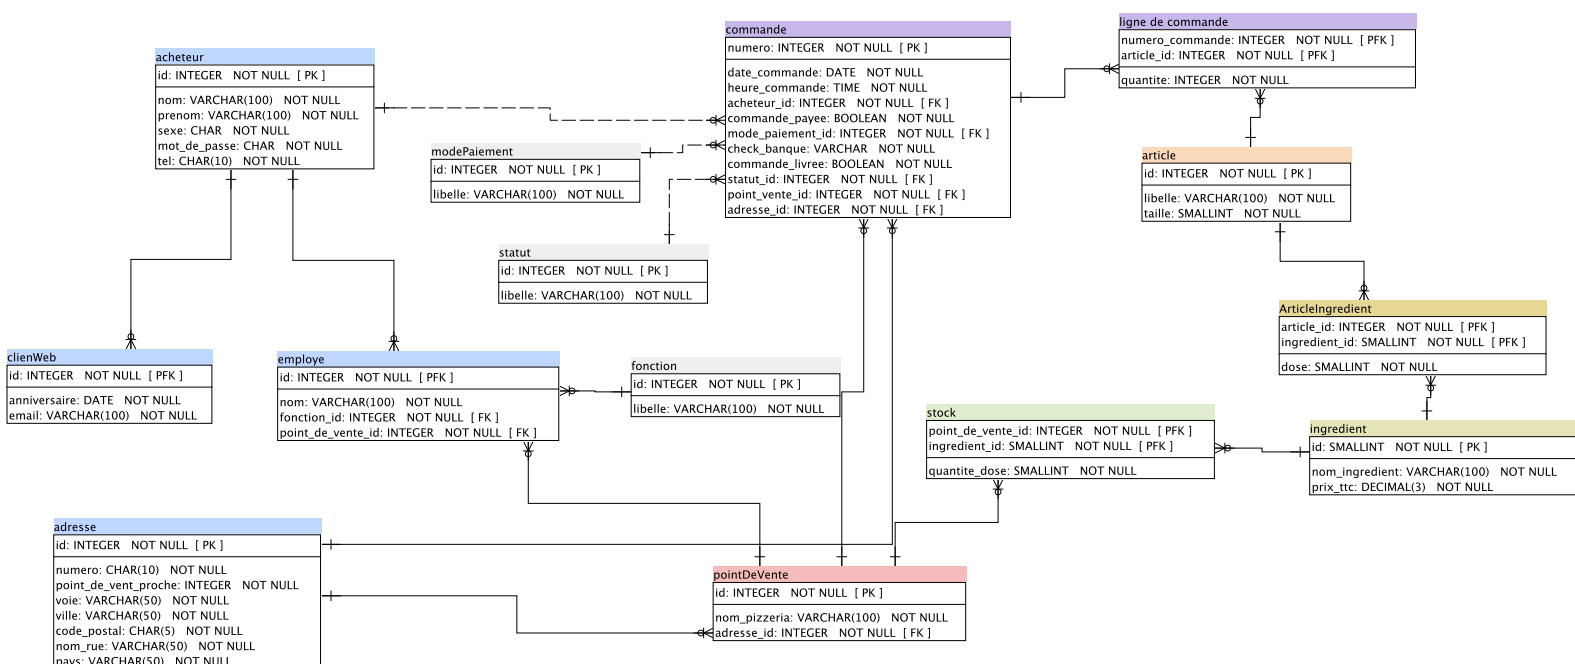 commande
numero: INTEGER NOT NULL [ PK ]
date_commande: DATE NOT NULL
heure_commande: TIME NOT NULL
acheteur_id: INTEGER NOT NULL [ FK ]
commande_payee: BOOLEAN NOT NULL
mode_paiement_id: INTEGER NOT NULL [ FK ]
check_banque: VARCHAR NOT NULL
commande_livree: BOOLEAN NOT NULL
statut_id: INTEGER NOT NULL [ FK ]
point_vente_id: INTEGER NOT NULL [ FK ]
adresse_id: INTEGER NOT NULL [ FK ]
ligne de commande
numero_commande: INTEGER NOT NULL [ PFK ]
article_id: INTEGER NOT NULL [ PFK ]
quantite: INTEGER NOT NULL
acheteur
id: INTEGER NOT NULL [ PK ]
nom: VARCHAR(100) NOT NULL
prenom: VARCHAR(100) NOT NULL
sexe: CHAR NOT NULL
mot_de_passe: CHAR NOT NULL
tel: CHAR(10) NOT NULL
modePaiement
id: INTEGER NOT NULL [ PK ]
libelle: VARCHAR(100) NOT NULL
article
id: INTEGER NOT NULL [ PK ]
libelle: VARCHAR(100) NOT NULL
taille: SMALLINT NOT NULL
statut
id: INTEGER NOT NULL [ PK ]
libelle: VARCHAR(100) NOT NULL
ArticleIngredient
article_id: INTEGER NOT NULL [ PFK ]
ingredient_id: SMALLINT NOT NULL [ PFK ]
dose: SMALLINT NOT NULL
clienWeb
id: INTEGER NOT NULL [ PFK ]
anniversaire: DATE NOT NULL
email: VARCHAR(100) NOT NULL
employe
id: INTEGER NOT NULL [ PFK ]
nom: VARCHAR(100) NOT NULL
fonction_id: INTEGER NOT NULL [ FK ]
point_de_vente_id: INTEGER NOT NULL [ FK ]
fonction
id: INTEGER NOT NULL [ PK ]
libelle: VARCHAR(100) NOT NULL
stock
point_de_vente_id: INTEGER NOT NULL [ PFK ]
ingredient_id: SMALLINT NOT NULL [ PFK ]
quantite_dose: SMALLINT NOT NULL
ingredient
id: SMALLINT NOT NULL [ PK ]
nom_ingredient: VARCHAR(100) NOT NULL
prix_ttc: DECIMAL(3) NOT NULL
adresse
id: INTEGER NOT NULL [ PK ]
numero: CHAR(10) NOT NULL
point_de_vent_proche: INTEGER NOT NULL
voie: VARCHAR(50) NOT NULL
ville: VARCHAR(50) NOT NULL
code_postal: CHAR(5) NOT NULL
nom_rue: VARCHAR(50) NOT NULL
pays: VARCHAR(50) NOT NULL
pointDeVente
id: INTEGER NOT NULL [ PK ]
nom_pizzeria: VARCHAR(100) NOT NULL
adresse_id: INTEGER NOT NULL [ FK ]